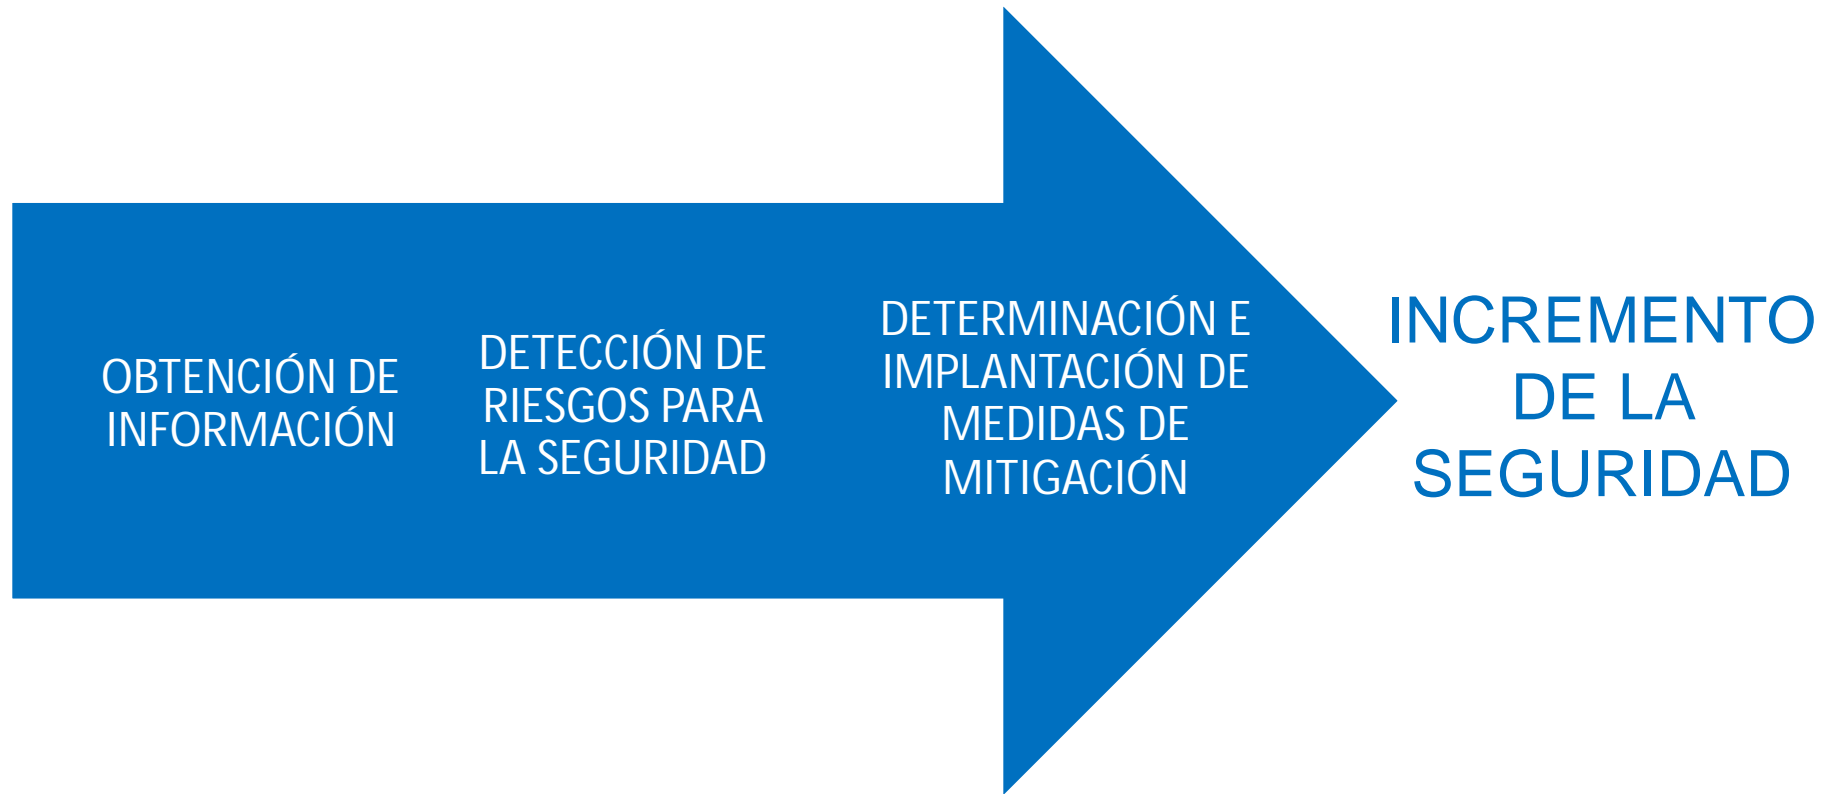 OBTENCIÓN DE
INFORMACIÓN
DETECCIÓN DE
RIESGOS PARA
LA SEGURIDAD
DETERMINACIÓN E
IMPLANTACIÓN DE
MEDIDAS DE
MITIGACIÓN
INCREMENTO
DE LA
SEGURIDAD